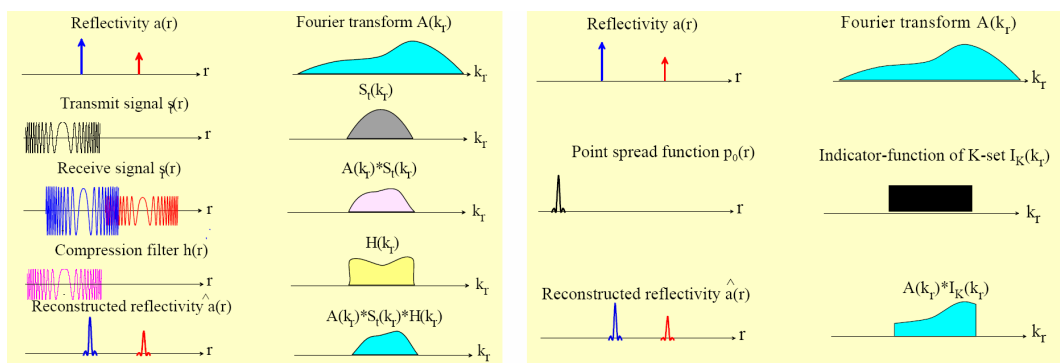 Reflectivity a(r)
r
Fourier transform A(kᵣ)
kᵣ
Transmit signal sₜ(r)
r
Sₜ(kᵣ)
kᵣ
Receive signal sᵣ(r)
r
A(kᵣ)*Sₜ(kᵣ)
kᵣ
Compression filter h(r)
r
H(kᵣ)
kᵣ
Reconstructed reflectivity â(r)
r
A(kᵣ)*Sₜ(kᵣ)*H(kᵣ)
kᵣ
Reflectivity a(r)
r
Fourier transform A(kᵣ)
kᵣ
Point spread function p₀(r)
r
Indicator-function of K-set I_K(kᵣ)
kᵣ
Reconstructed reflectivity â(r)
r
A(kᵣ)*I_K(kᵣ)
kᵣ